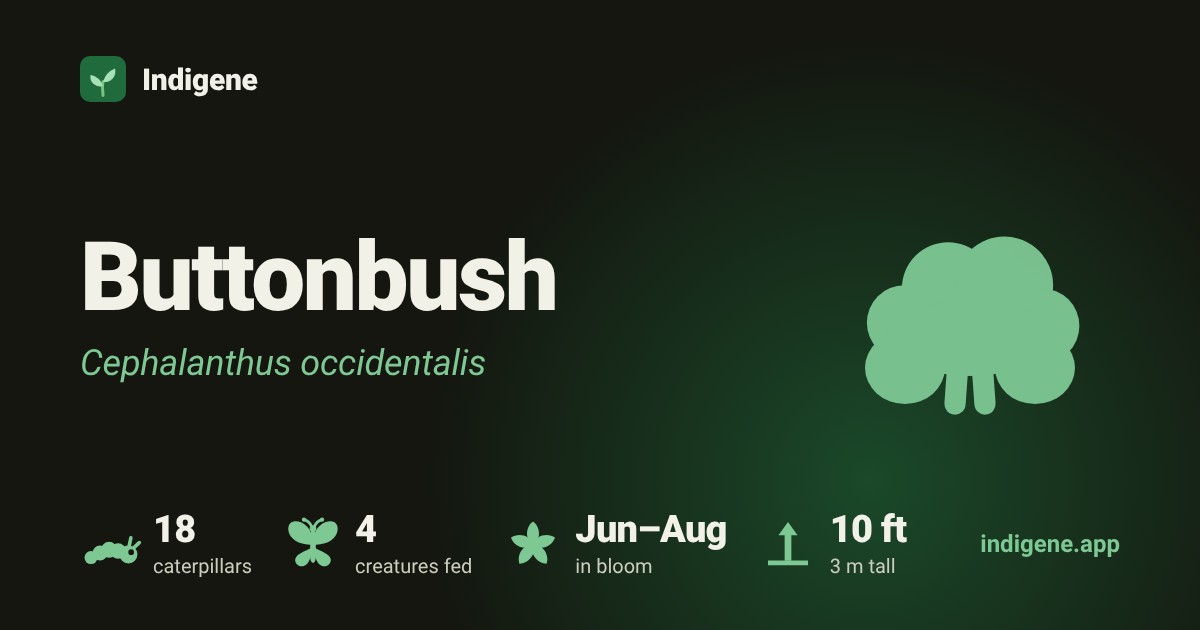 Indigene
Buttonbush
Cephalanthus occidentalis
18
caterpillars
4
creatures fed
Jun–Aug
in bloom
10 ft
3 m tall
indigene.app